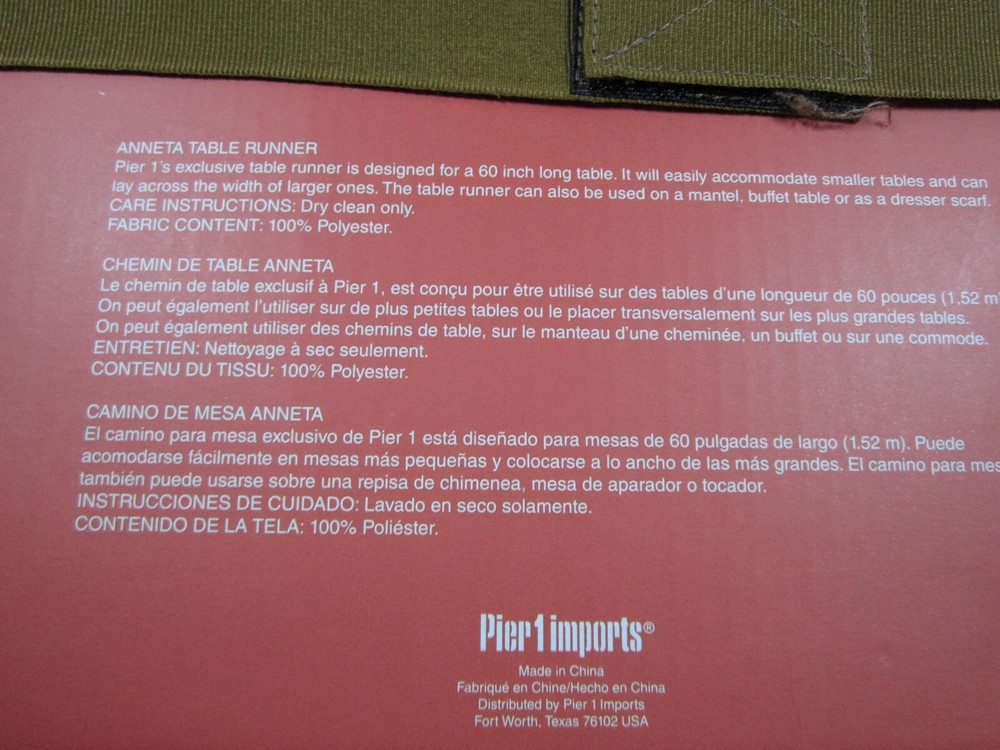 ANNETA TABLE RUNNER
Pier 1's exclusive table runner is designed for a 60 inch long table. It will easily accommodate smaller tables and can
lay across the width of larger ones. The table runner can also be used on a mantel, buffet table or as a dresser scarf.
CARE INSTRUCTIONS: Dry clean only.
FABRIC CONTENT: 100% Polyester.
CHEMIN DE TABLE ANNETA
Le chemin de table exclusif à Pier 1, est conçu pour être utilisé sur des tables d'une longueur de 60 pouces (1,52 m
On peut également l'utiliser sur de plus petites tables ou le placer transversalement sur les plus grandes tables.
On peut également utiliser des chemins de table, sur le manteau d'une cheminée, un buffet ou sur une commode.
ENTRETIEN: Nettoyage à sec seulement.
CONTENU DU TISSU: 100% Polyester.
CAMINO DE MESA ANNETA
El camino para mesa exclusivo de Pier 1 está diseñado para mesas de 60 pulgadas de largo (1.52 m). Puede
acomodarse fácilmente en mesas más pequeñas y colocarse a lo ancho de las más grandes. El camino para mes
también puede usarse sobre una repisa de chimenea, mesa de aparador o tocador.
INSTRUCCIONES DE CUIDADO: Lavado en seco solamente.
CONTENIDO DE LA TELA: 100% Poliéster.
Pier 1 imports®
Made in China
Fabriqué en Chine/Hecho en China
Distributed by Pier 1 Imports
Fort Worth, Texas 76102 USA